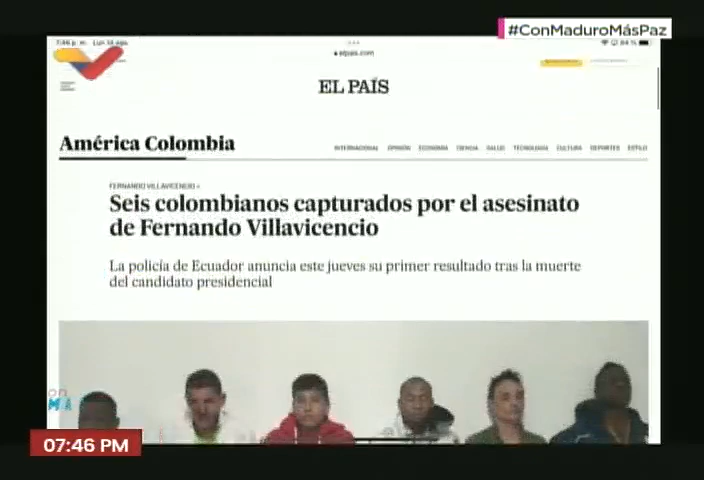 #ConMaduroMásPaz
elpais.com
EL PAÍS
América Colombia
INTERNACIONAL OPINIÓN ECONOMÍA CIENCIA SALUD TECNOLOGÍA CULTURA DEPORTES ESTILO
FERNANDO VILLAVICENCIO
Seis colombianos capturados por el asesinato
de Fernando Villavicencio
La policía de Ecuador anuncia este jueves su primer resultado tras la muerte
del candidato presidencial
07:46 PM